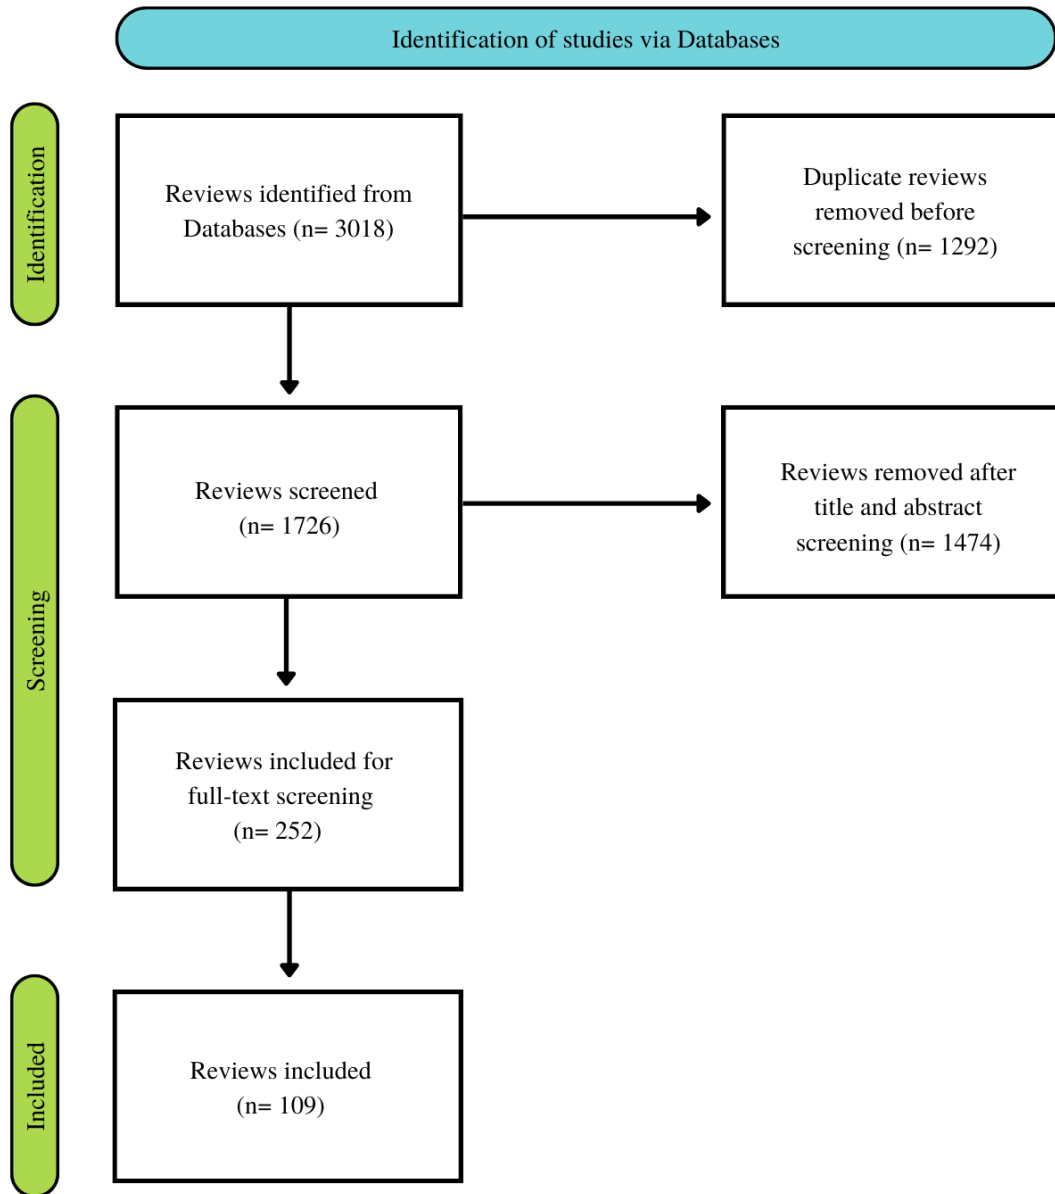 Identification of studies via Databases
Identification
Reviews identified from
Databases (n= 3018)
Duplicate reviews
removed before
screening (n= 1292)
Screening
Reviews screened
(n= 1726)
Reviews removed after
title and abstract
screening (n= 1474)
Reviews included for
full-text screening
(n= 252)
Included
Reviews included
(n= 109)